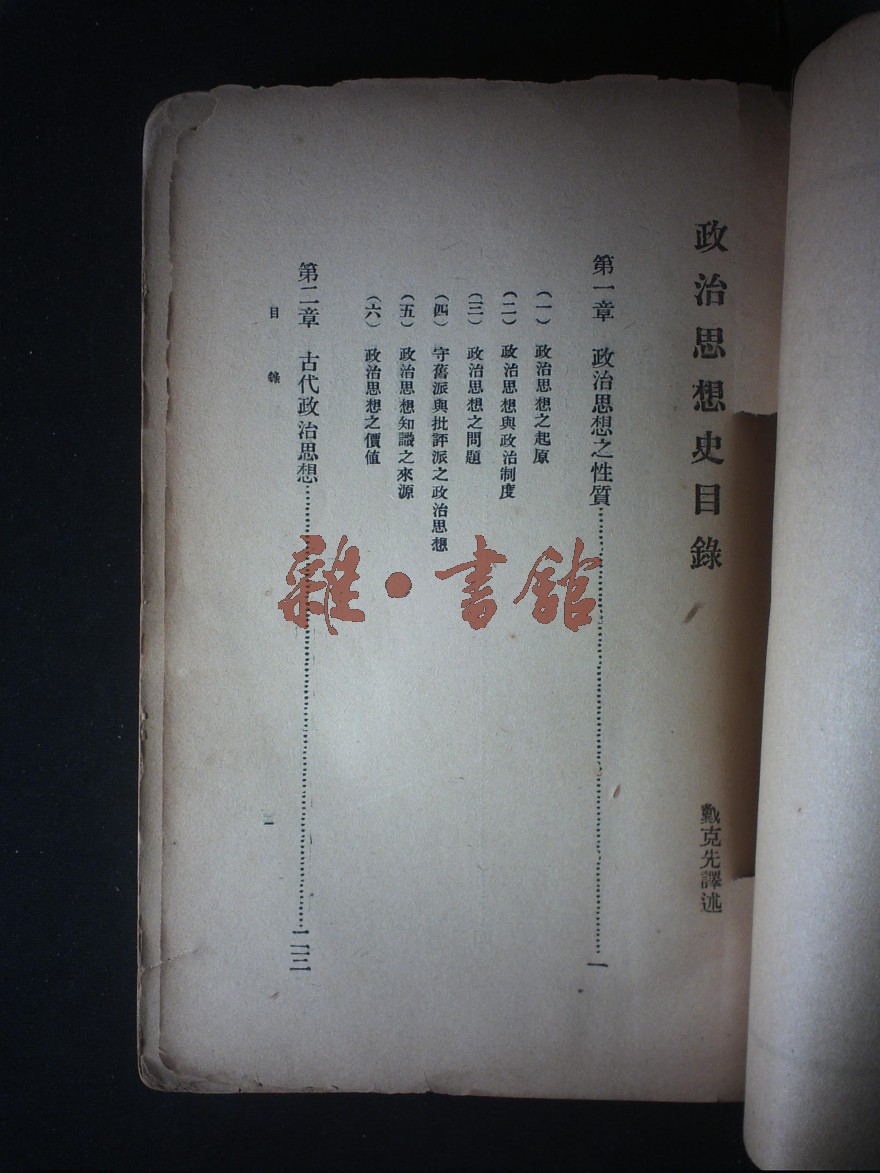 政治思想史目錄
戴克先譯述
第一章　政治思想之性質……一
（一）　政治思想之起原
（二）　政治思想與政治制度
（三）　政治思想之問題
（四）　守舊派與批評派之政治思想
（五）　政治思想知識之來源
（六）　政治思想之價值
第二章　古代政治思想……二三
目　錄
雜·書館